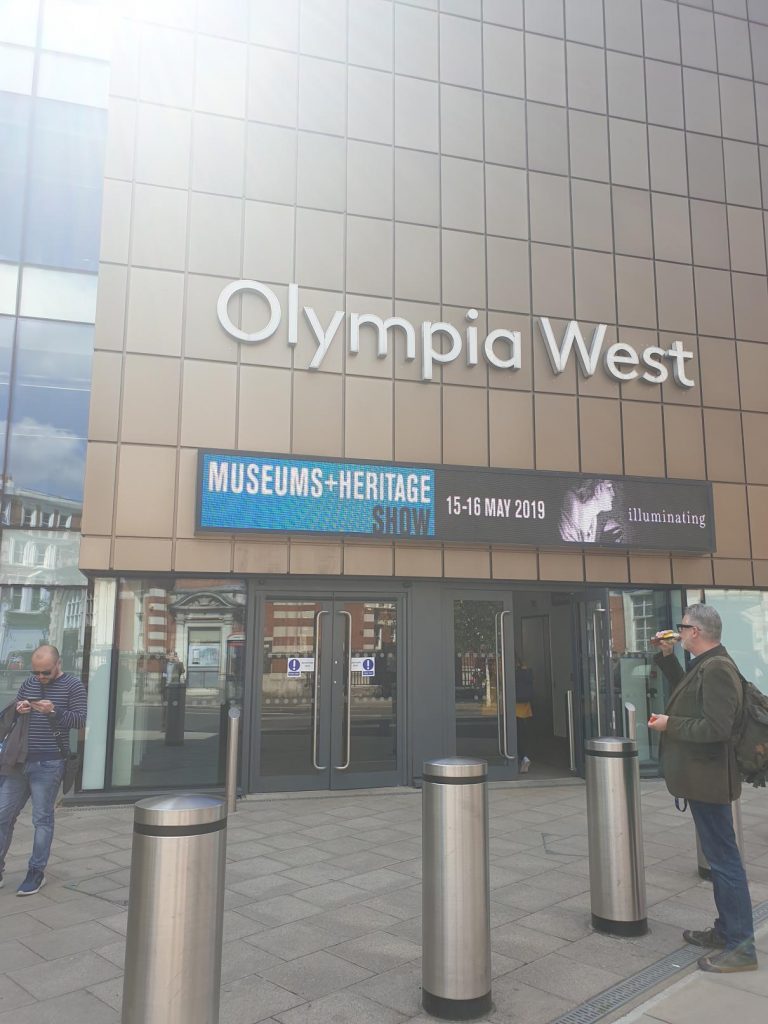 Olympia West
MUSEUMS+HERITAGE
SHOW
15-16 MAY 2019
illuminating